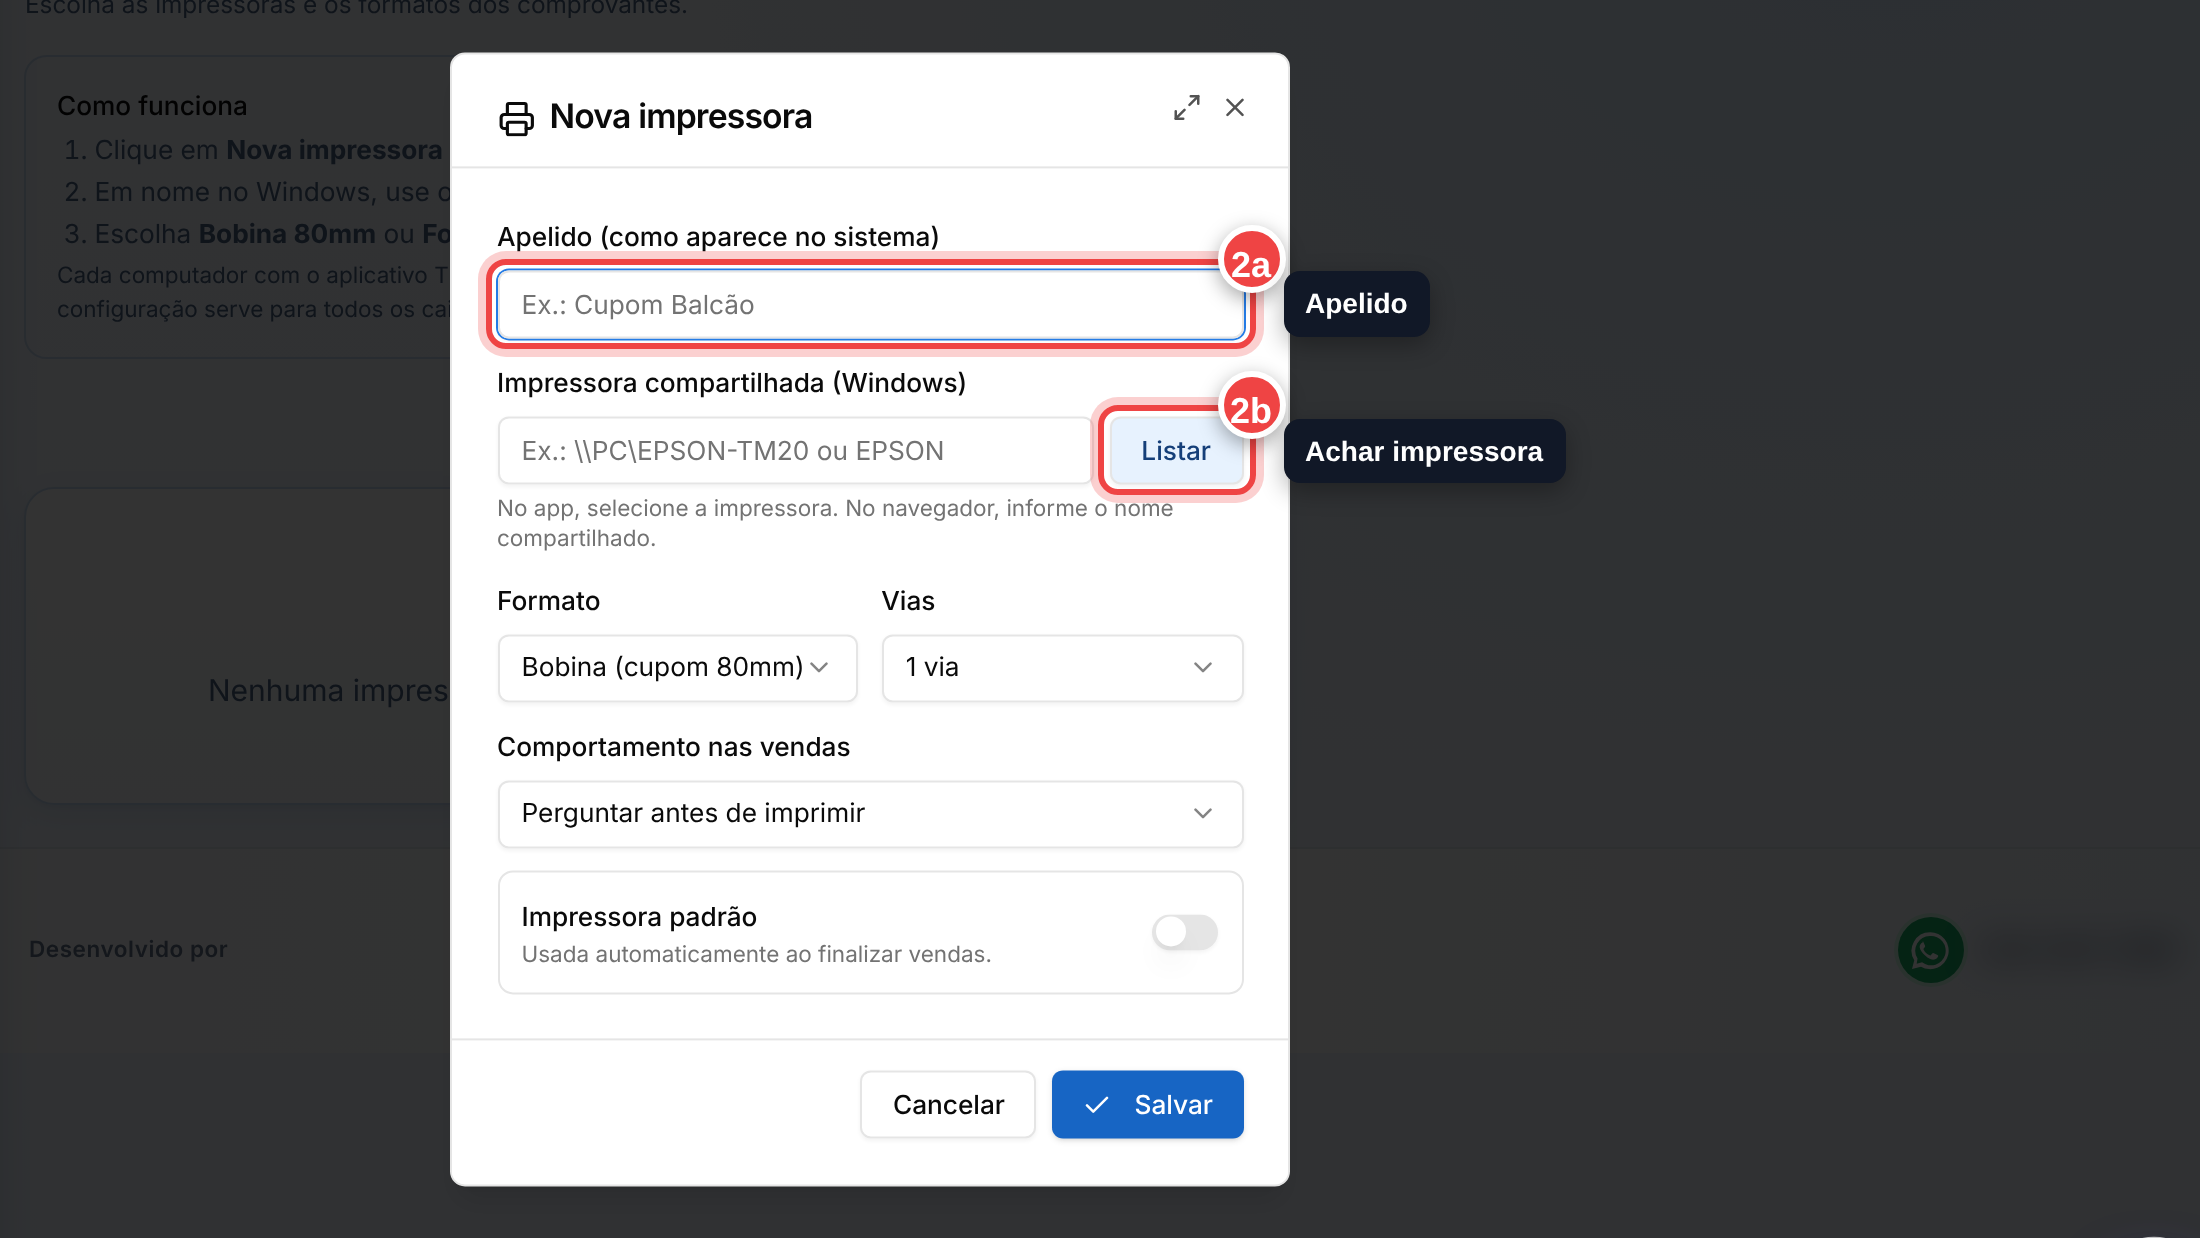 Escolha as impressoras e os formatos dos comprovantes.
Como funciona
1. Clique em Nova impressora
2. Em nome no Windows, use
3. Escolha Bobina 80mm ou Fo
Cada computador com o aplicativo T
configuração serve para todos os cai
Nenhuma impres
Desenvolvido por
Nova impressora
Apelido (como aparece no sistema)
2a
Ex.: Cupom Balcão
Apelido
Impressora compartilhada (Windows)
2b
Ex.: \\PC\EPSON-TM20 ou EPSON
Listar
Achar impressora
No app, selecione a impressora. No navegador, informe o nome
compartilhado.
Formato
Vias
Bobina (cupom 80mm)
1 via
Comportamento nas vendas
Perguntar antes de imprimir
Impressora padrão
Usada automaticamente ao finalizar vendas.
Cancelar
Salvar